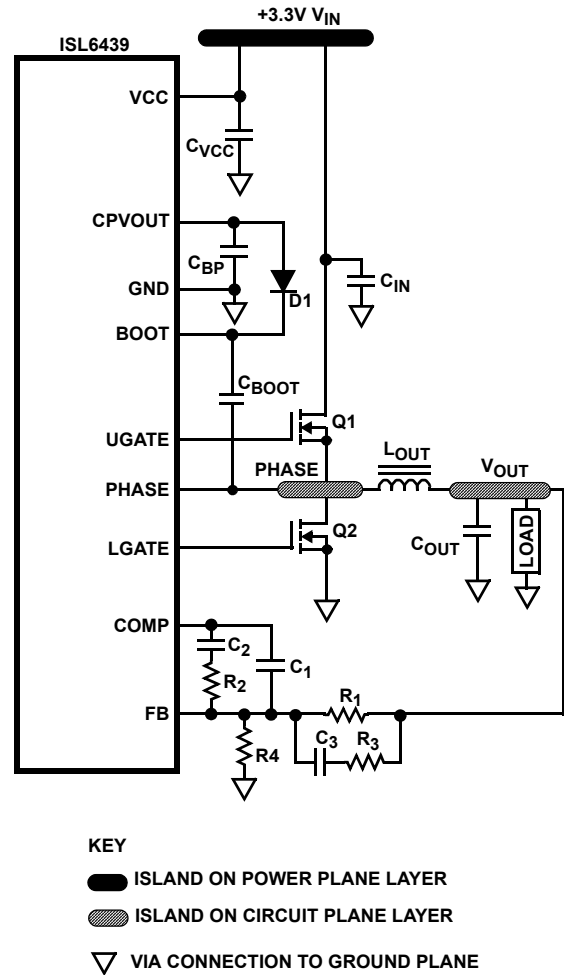 +3.3V VIN
ISL6439
VCC
CVCC
CPVOUT
CBP
GND
D1
CIN
BOOT
CBOOT
Q1
UGATE
LOUT
VOUT
PHASE
PHASE
Q2
COUT
LOAD
LGATE
COMP
C2
C1
R2
R1
FB
C3
R3
R4
KEY
ISLAND ON POWER PLANE LAYER
ISLAND ON CIRCUIT PLANE LAYER
VIA CONNECTION TO GROUND PLANE